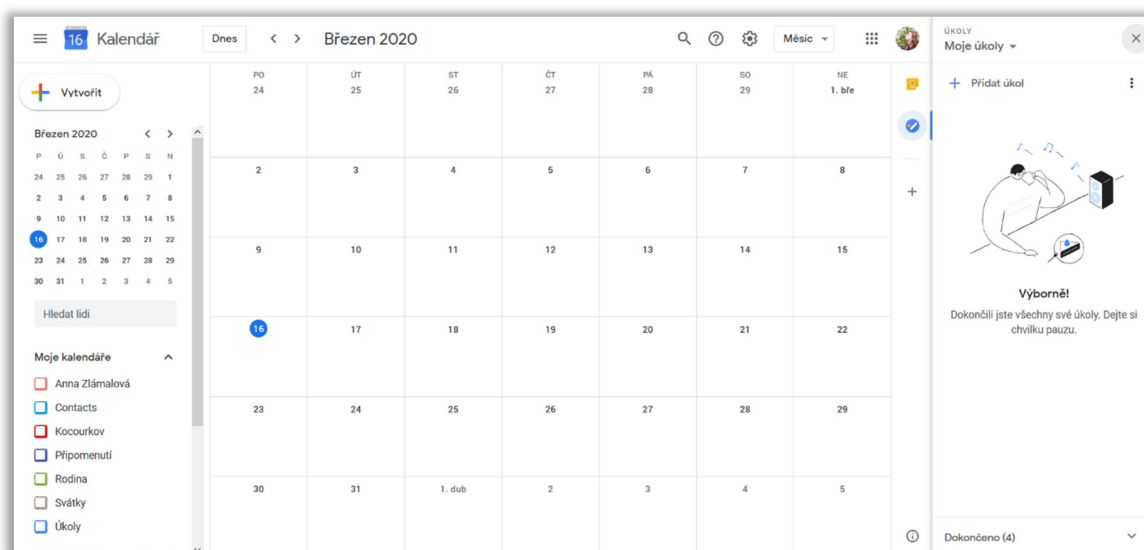 16 Kalendář
Dnes
Březen 2020
Měsíc
Vytvořit
Březen 2020
P Ú S Č P S N
24 25 26 27 28 29 1
2 3 4 5 6 7 8
9 10 11 12 13 14 15
16 17 18 19 20 21 22
23 24 25 26 27 28 29
30 31 1 2 3 4 5
Hledat lidi
Moje kalendáře
Anna Zlámalová
Contacts
Kocourkov
Připomenutí
Rodina
Svátky
Úkoly
PO ÚT ST ČT PÁ SO NE
24 25 26 27 28 29 1. bře
2 3 4 5 6 7 8
9 10 11 12 13 14 15
16 17 18 19 20 21 22
23 24 25 26 27 28 29
30 31 1. dub 2 3 4 5
ÚKOLY
Moje úkoly
Přidat úkol
Výborně!
Dokončili jste všechny své úkoly. Dejte si
chvilku pauzu.
Dokončeno (4)